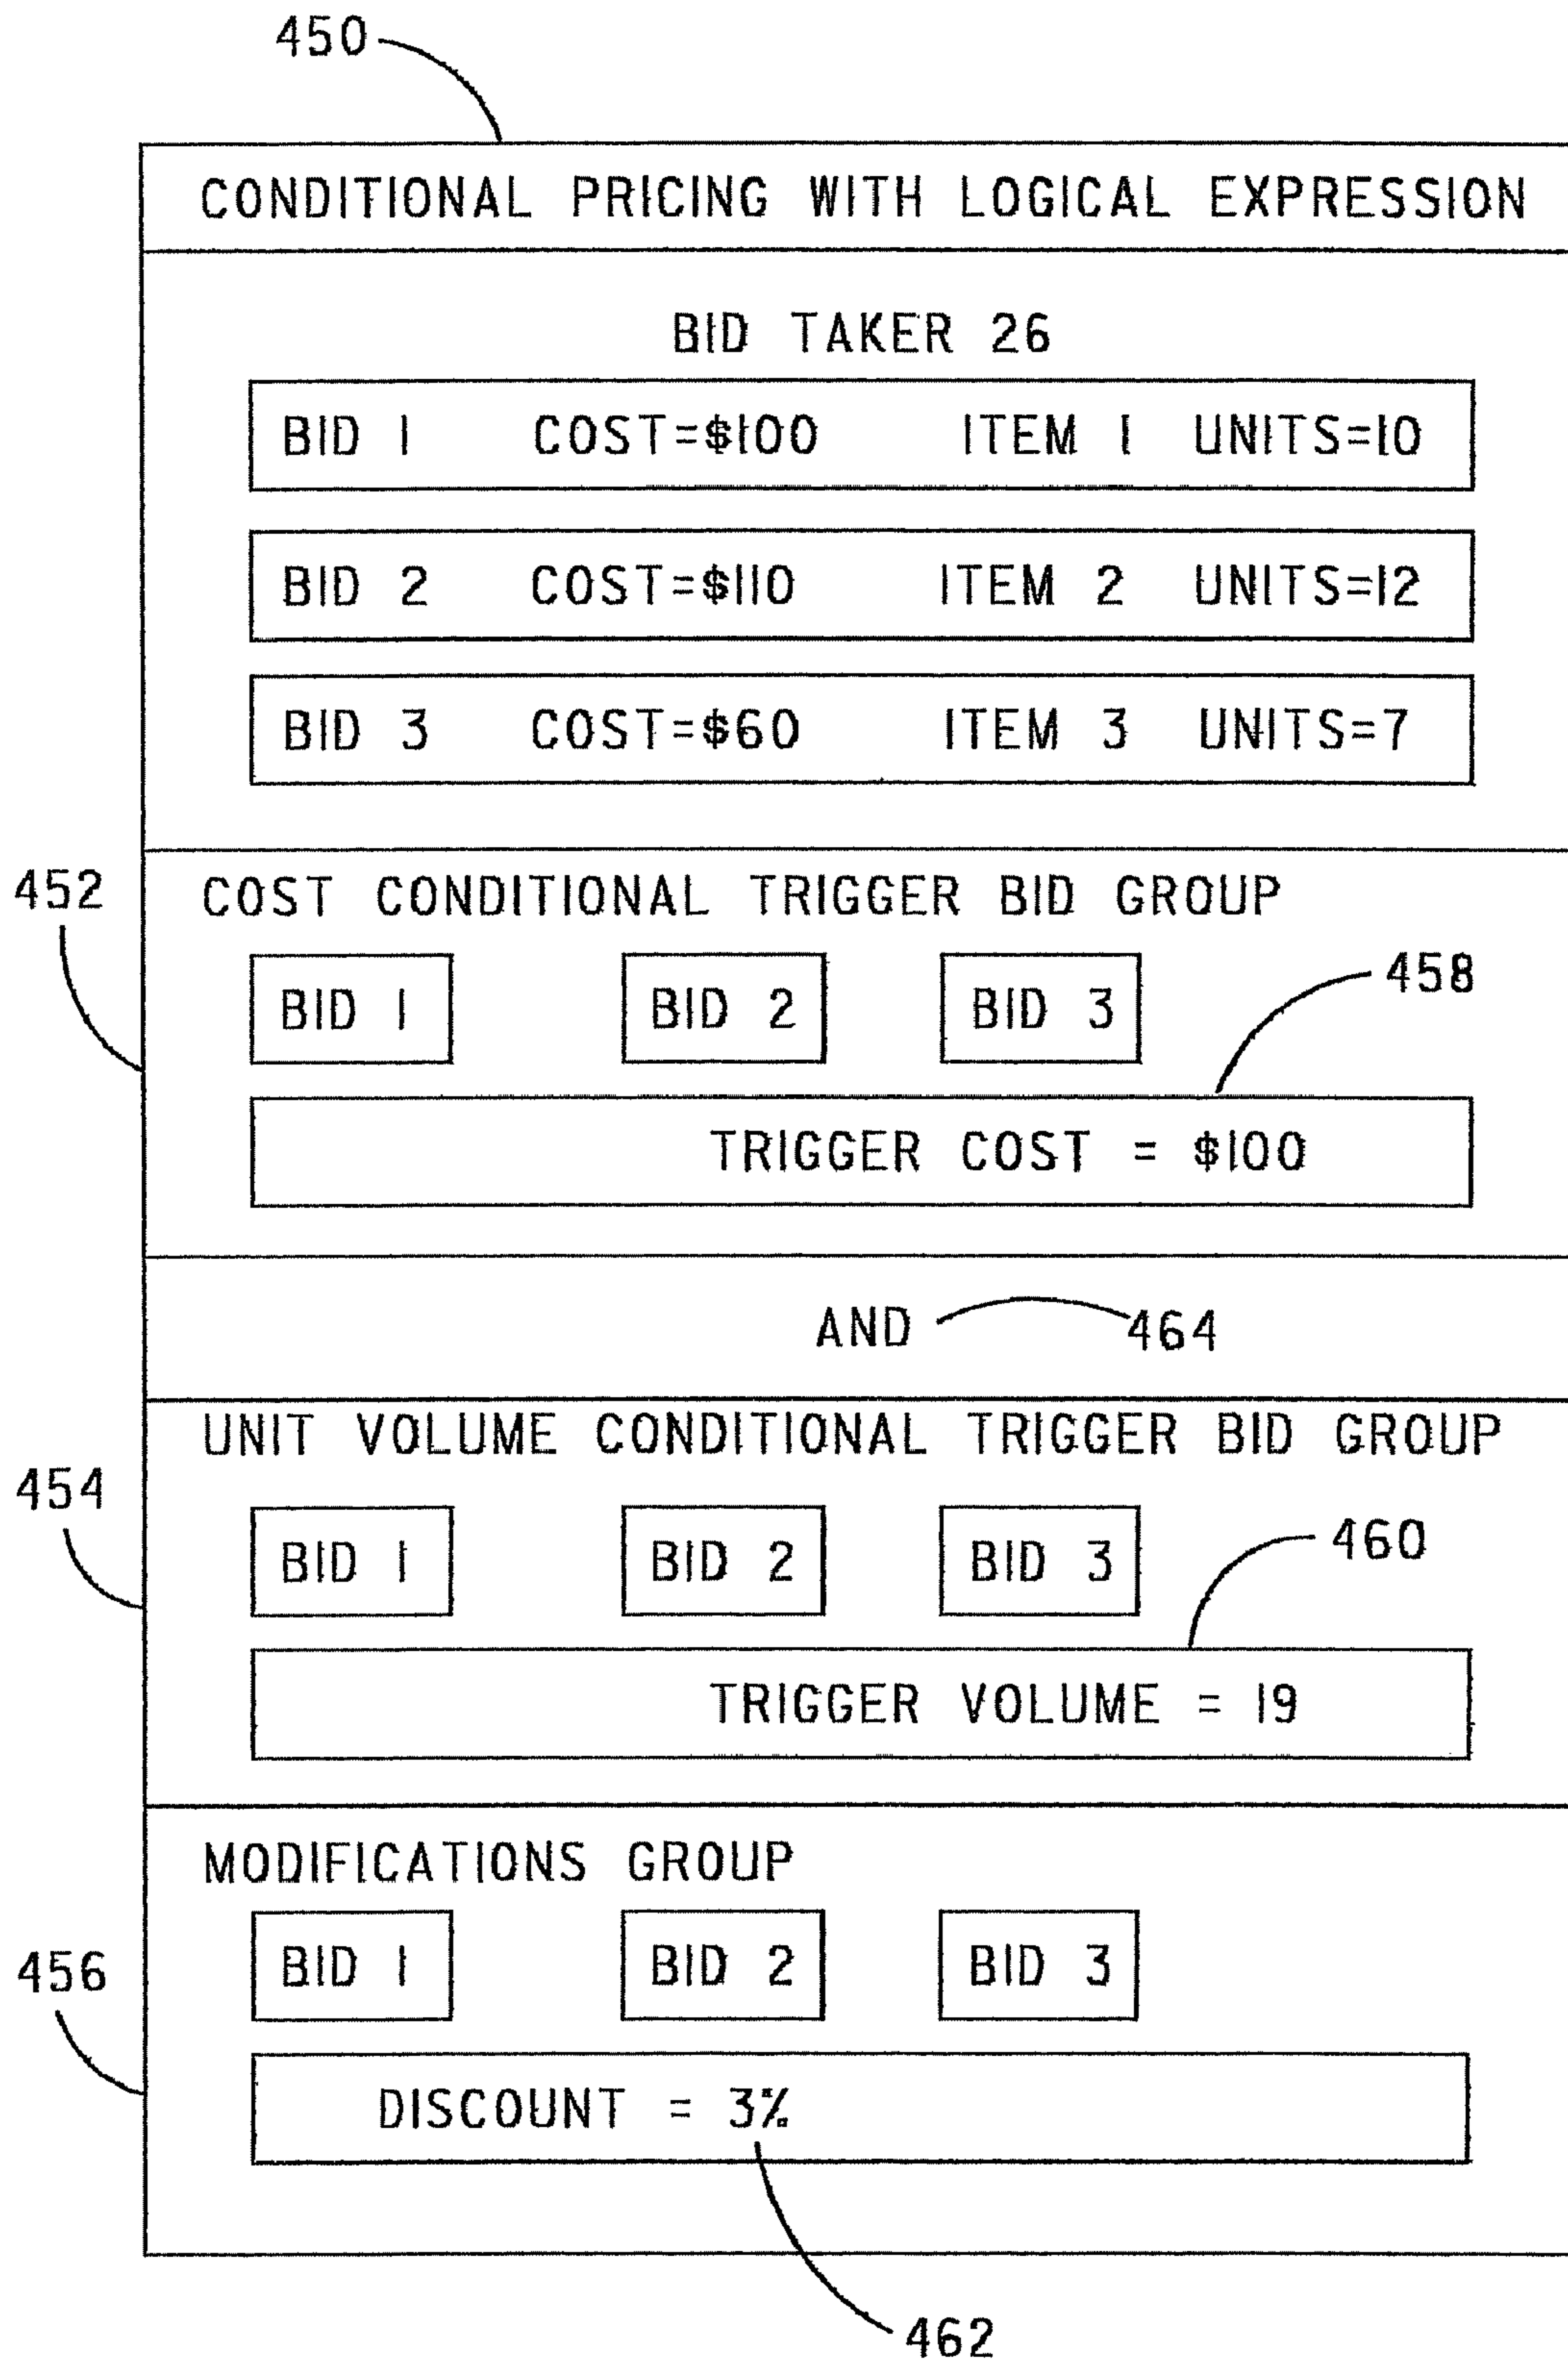 450
CONDITIONAL PRICING WITH LOGICAL EXPRESSION
BID TAKER 26
BID 1 COST=$100 ITEM 1 UNITS=10
BID 2 COST=$110 ITEM 2 UNITS=12
BID 3 COST=$60 ITEM 3 UNITS=7
452
COST CONDITIONAL TRIGGER BID GROUP
BID 1 BID 2 BID 3
458
TRIGGER COST = $100
AND 464
UNIT VOLUME CONDITIONAL TRIGGER BID GROUP
454
BID 1 BID 2 BID 3
460
TRIGGER VOLUME = 19
MODIFICATIONS GROUP
456
BID 1 BID 2 BID 3
DISCOUNT = 3%
462